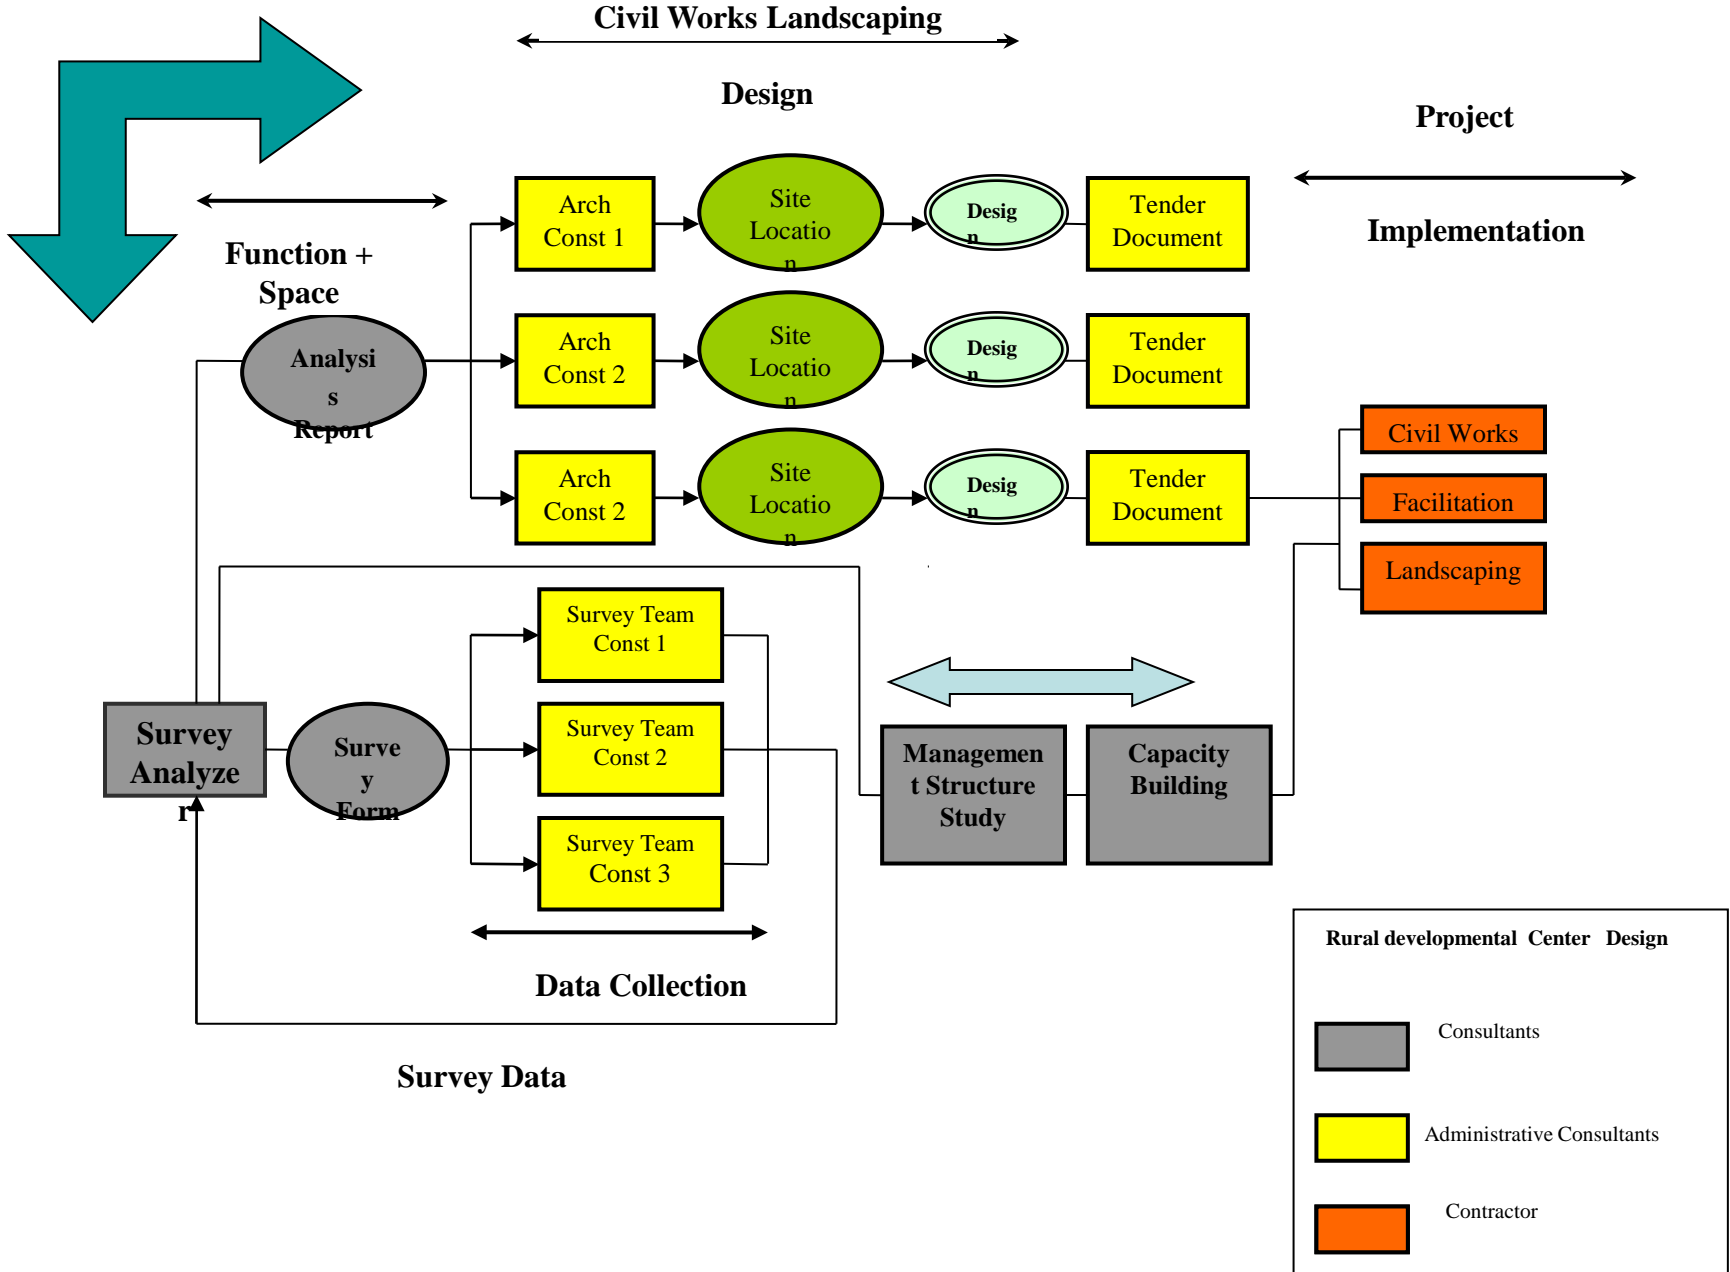 Civil Works Landscaping
Design
Project
Implementation
Function +
Space
Arch
Const 1
Site
Locatio
n
Desig
n
Tender
Document
Analysi
s
Report
Arch
Const 2
Site
Locatio
n
Desig
n
Tender
Document
Arch
Const 2
Site
Locatio
n
Desig
n
Tender
Document
Civil Works
Facilitation
Landscaping
Survey Team
Const 1
Survey
Analyze
r
Surve
y
Form
Survey Team
Const 2
Survey Team
Const 3
Managemen
t Structure
Study
Capacity
Building
Data Collection
Survey Data
Rural developmental Center Design
Consultants
Administrative Consultants
Contractor